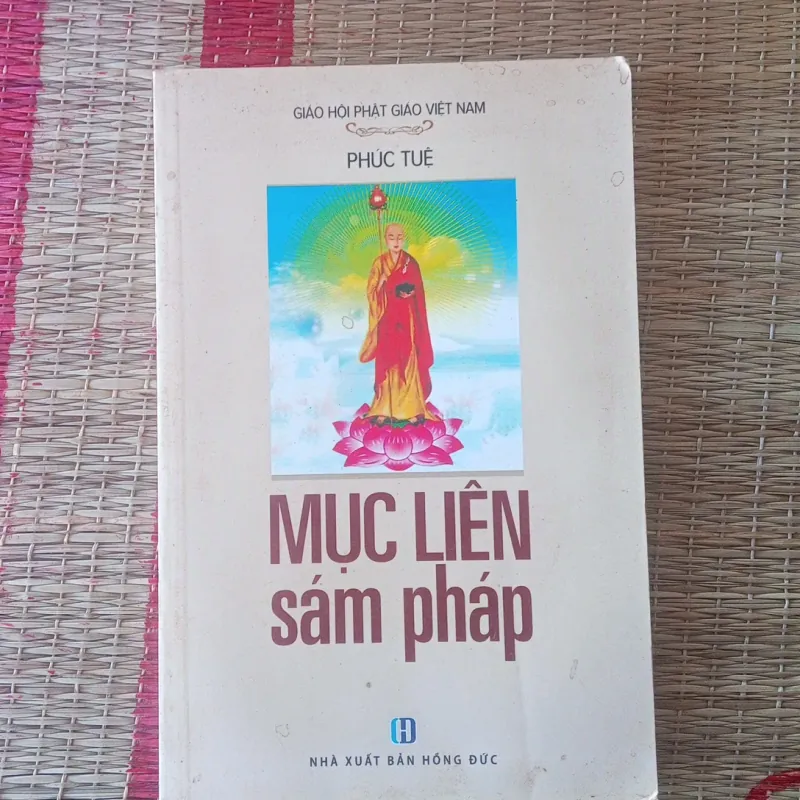 GIÁO HỘI PHẬT GIÁO VIỆT NAM
PHÚC TUỆ
MỤC LIÊN
sám pháp
NHÀ XUẤT BẢN HỒNG ĐỨC